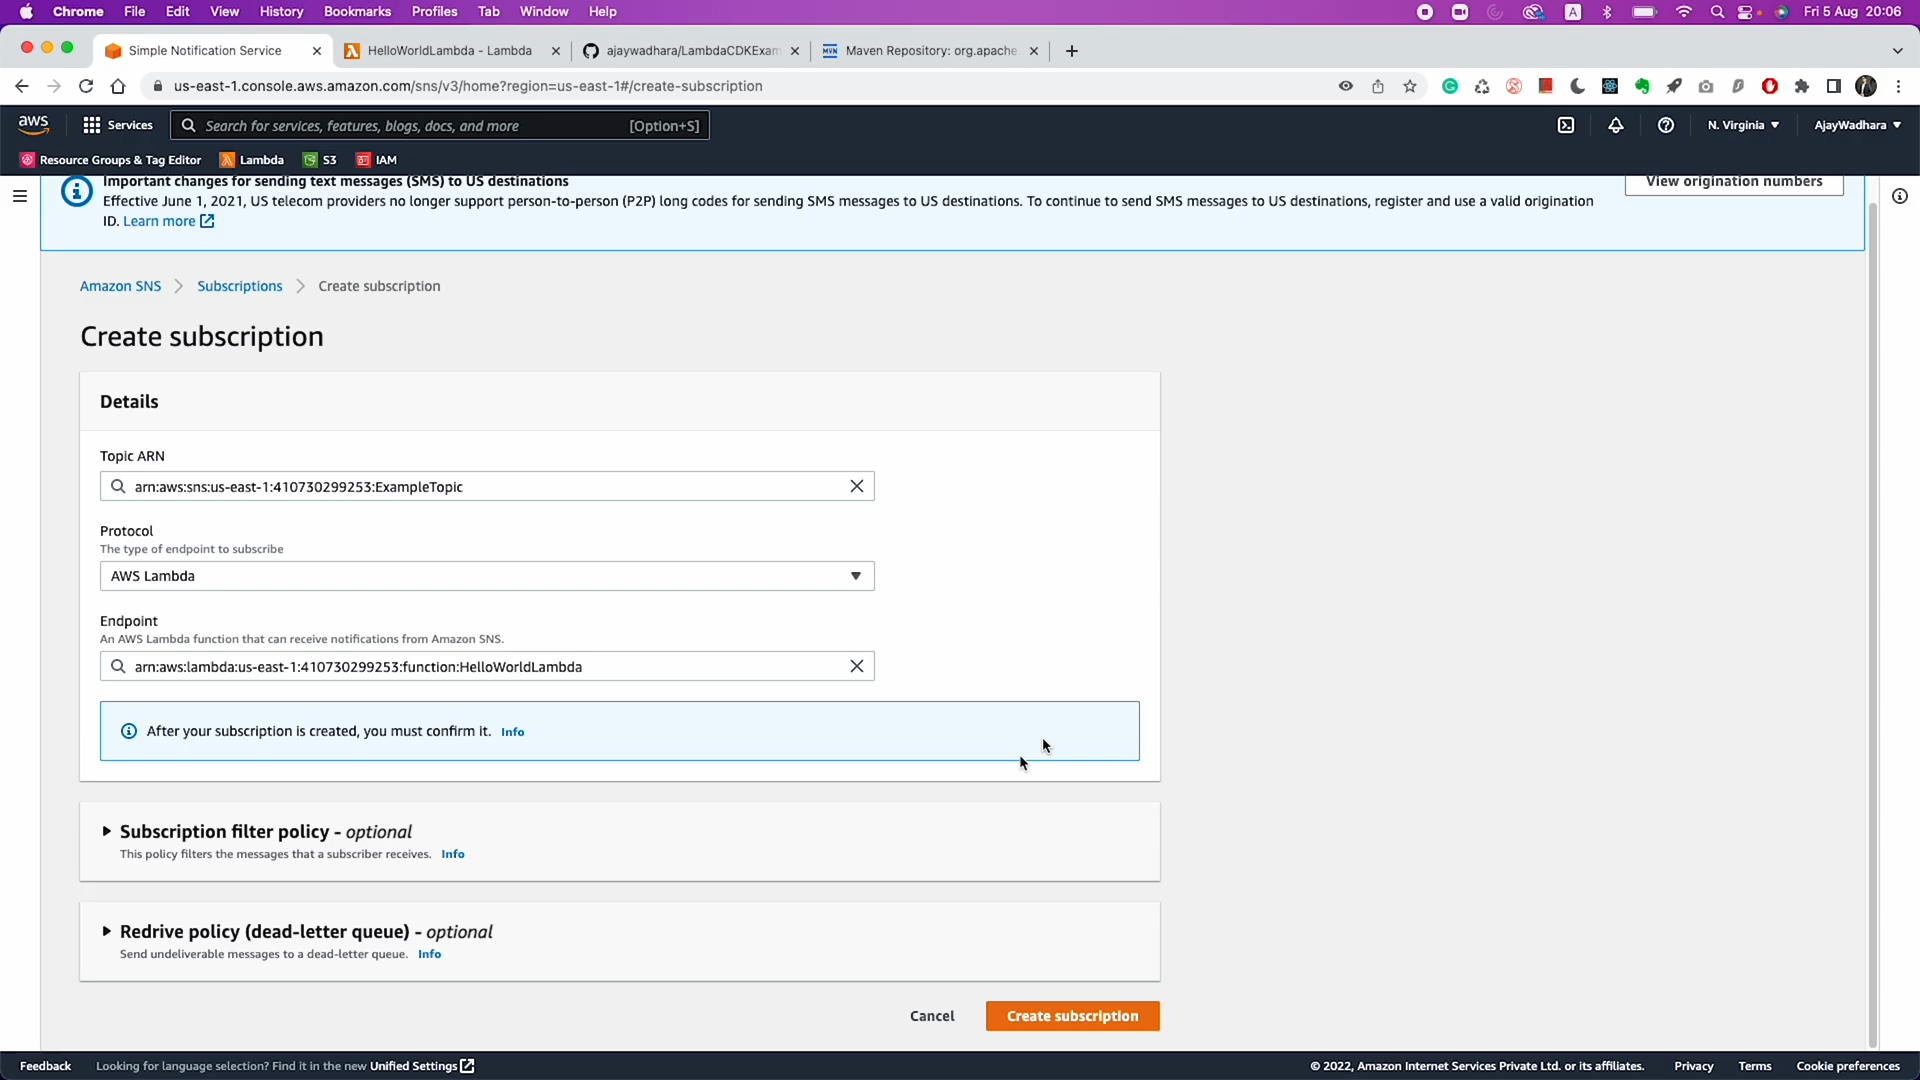 Chrome File Edit View History Bookmarks Profiles Tab Window Help A Fri 5 Aug 20:06
Simple Notification Service HelloWorldLambda - Lambda ajaywadhara/LambdaCDKExam Maven Repository: org.apache.
us-east-1.console.aws.amazon.com/sns/v3/home?region=us-east-1#/create-subscription
aws Services Search for services, features, blogs, docs, and more [Option+S] N. Virginia ▼ AjayWadhara ▼
Resource Groups & Tag Editor Lambda S3 IAM
Important changes for sending text messages (SMS) to US destinations View origination numbers
Effective June 1, 2021, US telecom providers no longer support person-to-person (P2P) long codes for sending SMS messages to US destinations. To continue to send SMS messages to US destinations, register and use a valid origination
ID. Learn more
Amazon SNS > Subscriptions > Create subscription
Create subscription
Details
Topic ARN
arn:aws:sns:us-east-1:410730299253:ExampleTopic
Protocol
The type of endpoint to subscribe
AWS Lambda
Endpoint
An AWS Lambda function that can receive notifications from Amazon SNS.
arn:aws:lambda:us-east-1:410730299253:function:HelloWorldLambda
After your subscription is created, you must confirm it. Info
Subscription filter policy - optional
This policy filters the messages that a subscriber receives. Info
Redrive policy (dead-letter queue) - optional
Send undeliverable messages to a dead-letter queue. Info
Cancel Create subscription
Feedback Looking for language selection? Find it in the new Unified Settings © 2022, Amazon Internet Services Private Ltd. or its affiliates. Privacy Terms Cookie preferences